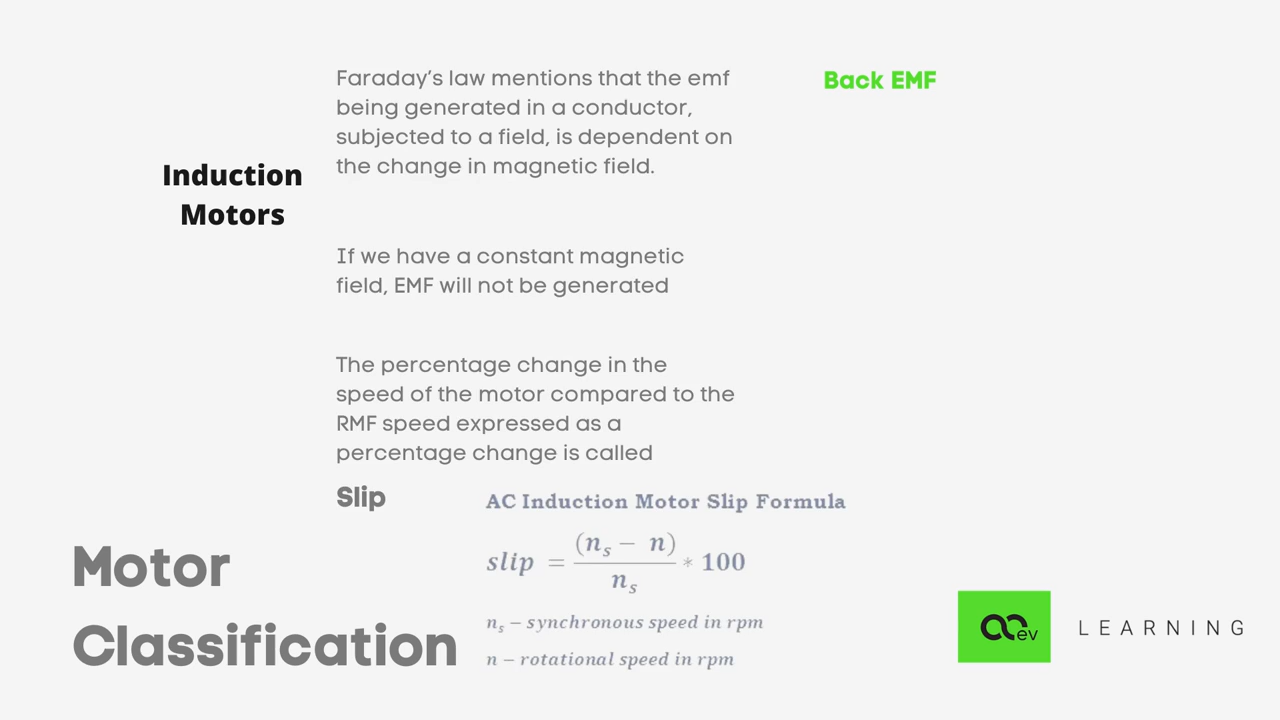 Faraday's law mentions that the emf
being generated in a conductor,
subjected to a field, is dependent on
the change in magnetic field.
Back EMF
Induction
Motors
If we have a constant magnetic
field, EMF will not be generated
The percentage change in the
speed of the motor compared to the
RMF speed expressed as a
percentage change is called
Slip
AC Induction Motor Slip Formula
slip = (n_s − n) / n_s * 100
n_s – synchronous speed in rpm
n – rotational speed in rpm
Motor
Classification
ev
LEARNING